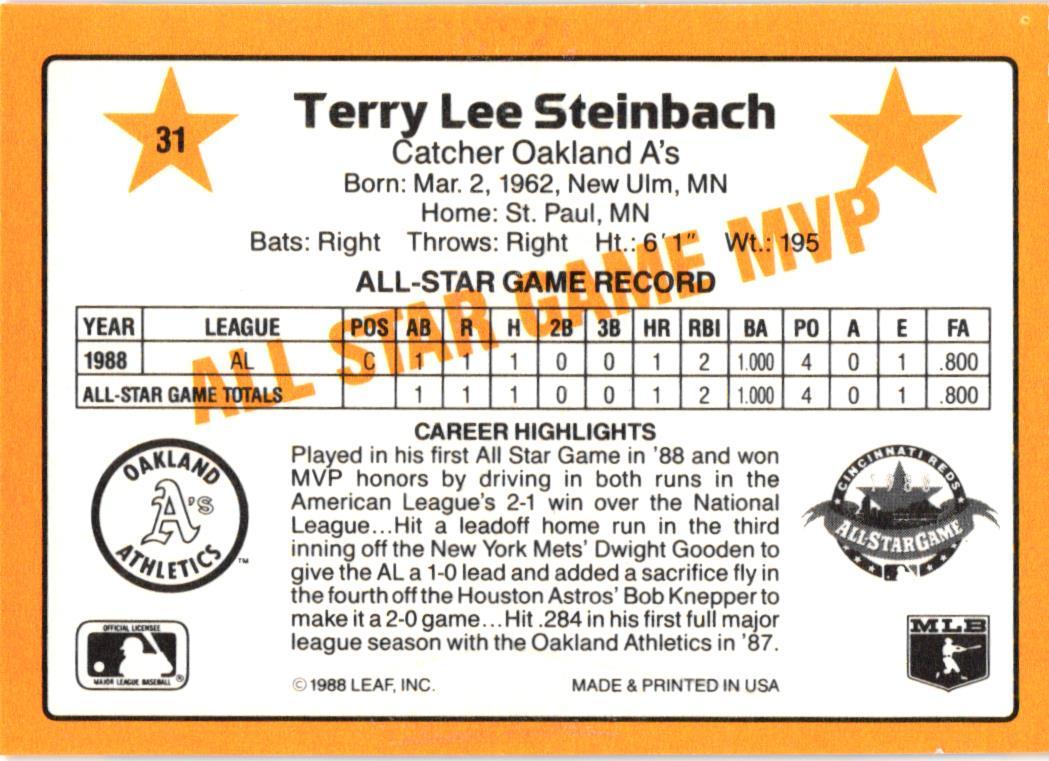 31
Terry Lee Steinbach
Catcher Oakland A's
Born: Mar. 2, 1962, New Ulm, MN
Home: St. Paul, MN
Bats: Right Throws: Right Ht.: 6'1" Wt.: 195
ALL STAR GAME MVP
ALL-STAR GAME RECORD
YEAR LEAGUE POS AB R H 2B 3B HR RBI BA PO A E FA
1988 AL C 1 1 1 0 0 1 2 1.000 4 0 1 .800
ALL-STAR GAME TOTALS 1 1 1 0 0 1 2 1.000 4 0 1 .800
CAREER HIGHLIGHTS
Played in his first All Star Game in '88 and won
MVP honors by driving in both runs in the
American League's 2-1 win over the National
League...Hit a leadoff home run in the third
inning off the New York Mets' Dwight Gooden to
give the AL a 1-0 lead and added a sacrifice fly in
the fourth off the Houston Astros' Bob Knepper to
make it a 2-0 game...Hit .284 in his first full major
league season with the Oakland Athletics in '87.
OAKLAND
A's
ATHLETICS
™
CINCINNATI REDS
1988
ALL-STAR GAME
OFFICIAL LICENSEE
MAJOR LEAGUE BASEBALL
®
MLB
© 1988 LEAF, INC. MADE & PRINTED IN USA